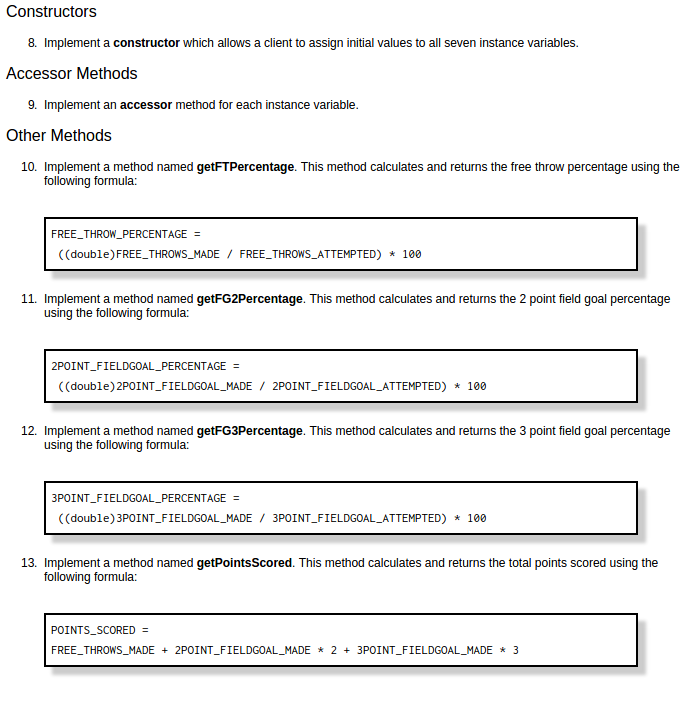 Constructors
8. Implement a constructor which allows a client to assign initial values to all seven instance variables.
Accessor Methods
9. Implement an accessor method for each instance variable.
Other Methods
10. Implement a method named getFTPercentage. This method calculates and returns the free throw percentage using the
following formula:
FREE_THROW_PERCENTAGE =
((double)FREE_THROWS_MADE / FREE_THROWS_ATTEMPTED) * 100
11. Implement a method named getFG2Percentage. This method calculates and returns the 2 point field goal percentage
using the following formula:
2POINT_FIELDGOAL_PERCENTAGE =
((double)2POINT_FIELDGOAL_MADE / 2POINT_FIELDGOAL_ATTEMPTED) * 100
12. Implement a method named getFG3Percentage. This method calculates and returns the 3 point field goal percentage
using the following formula:
3POINT_FIELDGOAL_PERCENTAGE =
((double)3POINT_FIELDGOAL_MADE / 3POINT_FIELDGOAL_ATTEMPTED) * 100
13. Implement a method named getPointsScored. This method calculates and returns the total points scored using the
following formula:
POINTS_SCORED =
FREE_THROWS_MADE + 2POINT_FIELDGOAL_MADE * 2 + 3POINT_FIELDGOAL_MADE * 3